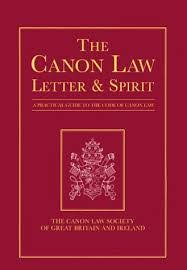 THE
CANON LAW
LETTER & SPIRIT
A PRACTICAL GUIDE TO THE CODE OF CANON LAW
THE CANON LAW SOCIETY
OF GREAT BRITAIN AND IRELAND